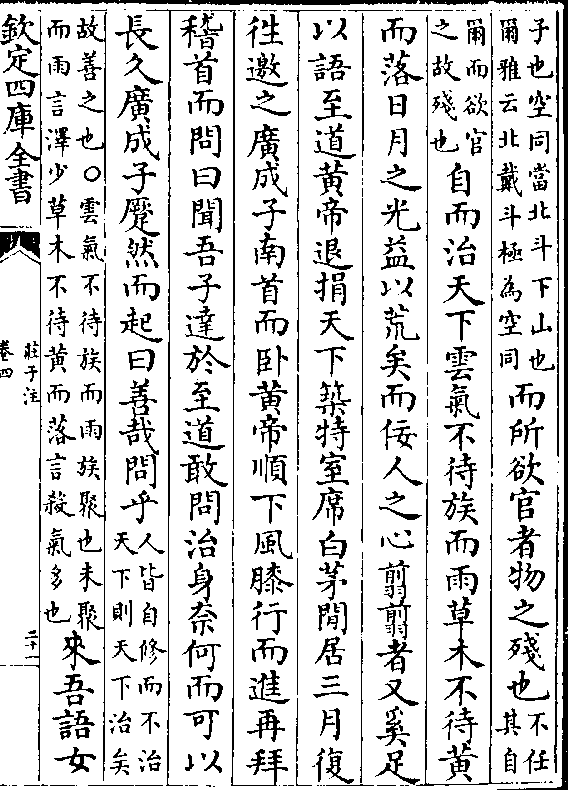 子也空同當北斗下山也
爾雅云北戴斗極為空同
而所欲官者物之殘也
不任其自
爾而欲官
之故殘也
自而治天下雲氣不待族而雨草木不待黄
而落日月之光益以荒矣而佞人之心翦翦者又奚足
以語至道黄帝退捐天下築特室席白茅閒居三月復
徃邀之廣成子南首而卧黄帝順下風膝行而進再拜
稽首而問曰聞吾子達於至道敢問治身奈何而可以
長久廣成子蹷然而起曰善哉問乎
人皆自修而不治
天下則天下治矣
故善之也○雲氣不待族而雨族聚也未聚
而雨言澤少草木不待黄而落言殺氣多也
來吾語女
欽定四庫全書
莊子注
卷四
二十一